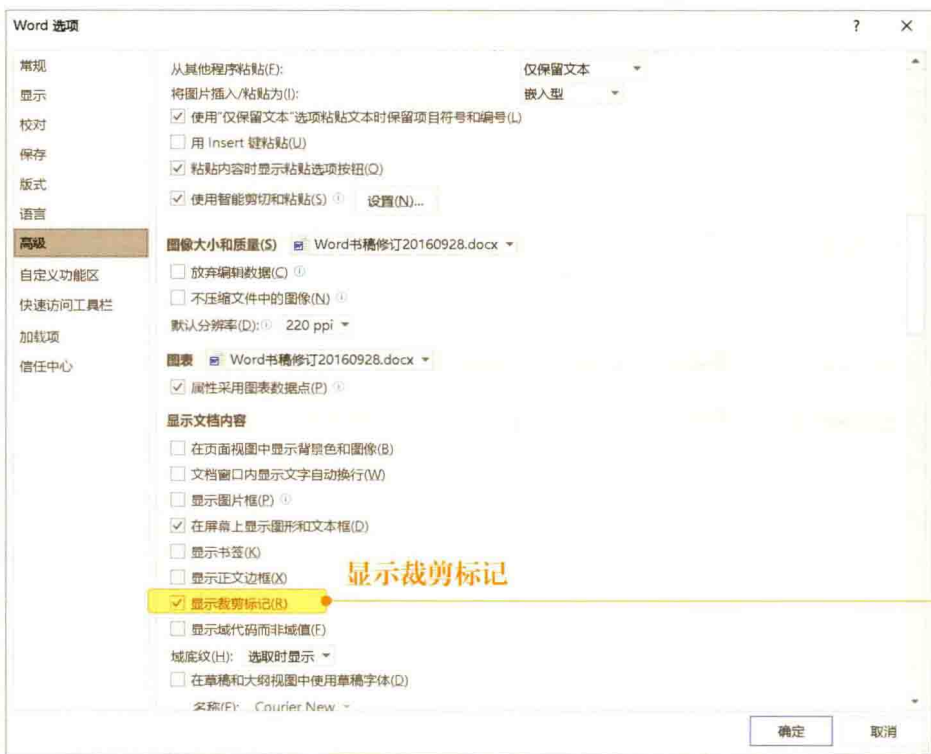 Word 选项
常规
显示
校对
保存
版式
语言
高级
自定义功能区
快速访问工具栏
加载项
信任中心
从其他程序粘贴(F): 仅保留文本
将图片插入/粘贴为(I): 嵌入型
使用"仅保留文本"选项粘贴文本时保留项目符号和编号(L)
用 Insert 键粘贴(U)
粘贴内容时显示粘贴选项按钮(O)
使用智能剪切和粘贴(S) 设置(N)...
图像大小和质量(S) Word书稿修订20160928.docx
放弃编辑数据(C)
不压缩文件中的图像(N)
默认分辨率(D): 220 ppi
图表 Word书稿修订20160928.docx
属性采用图表数据点(P)
显示文档内容
在页面视图中显示背景色和图像(B)
文档窗口内显示文字自动换行(W)
显示图片框(P)
在屏幕上显示图形和文本框(D)
显示书签(K)
显示正文边框(X)
显示裁剪标记
显示裁剪标记(R)
显示域代码而非域值(F)
域底纹(H): 选取时显示
在草稿和大纲视图中使用草稿字体(D)
名称(E): Courier New
确定
取消